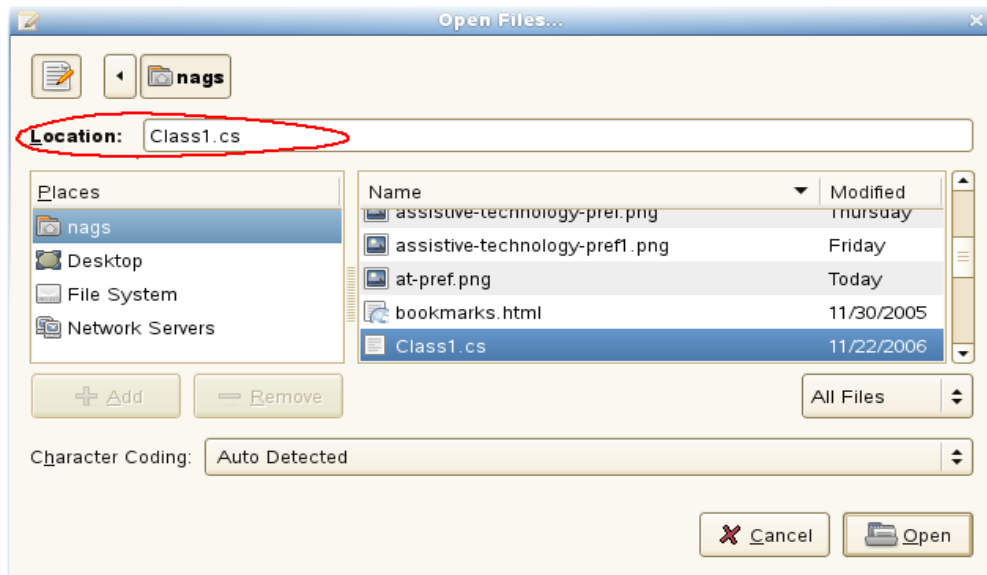 Open Files...
nags
Location: Class1.cs
Places
nags
Desktop
File System
Network Servers
Name Modified
assistive-technology-pref.png Thursday
assistive-technology-pref1.png Friday
at-pref.png Today
bookmarks.html 11/30/2005
Class1.cs 11/22/2006
Add Remove All Files
Character Coding: Auto Detected
Cancel Open